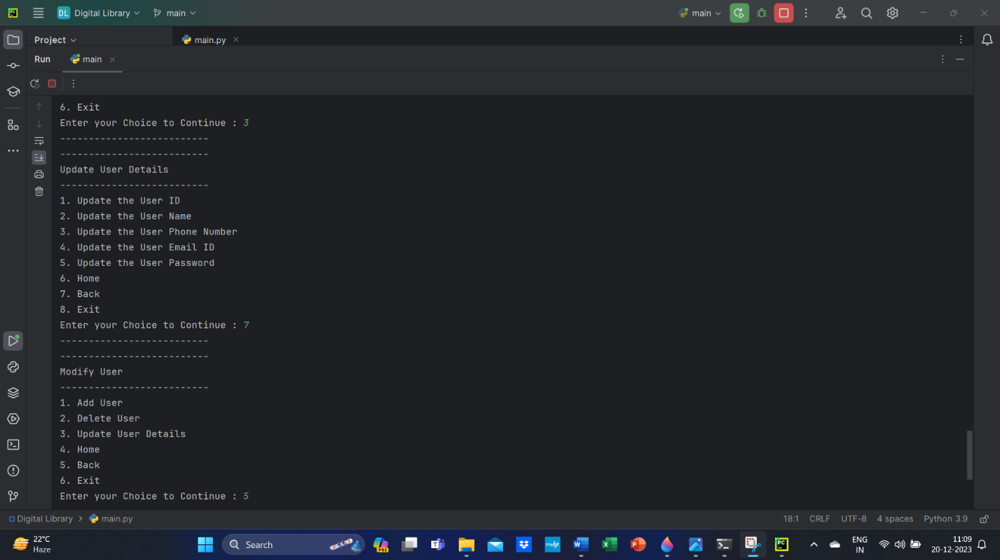 PC
DL Digital Library
main
main
Project
main.py
Run
main
6. Exit
Enter your Choice to Continue : 3
--------------------------
--------------------------
Update User Details
--------------------------
1. Update the User ID
2. Update the User Name
3. Update the User Phone Number
4. Update the User Email ID
5. Update the User Password
6. Home
7. Back
8. Exit
Enter your Choice to Continue : 7
--------------------------
--------------------------
Modify User
--------------------------
1. Add User
2. Delete User
3. Update User Details
4. Home
5. Back
6. Exit
Enter your Choice to Continue : 5
Digital Library > main.py
18:1 CRLF UTF-8 4 spaces Python 3.9
22°C
Haze
Search
PRE
T
myhp
W
X
P
PC
ENG
IN
11:09
20-12-2023